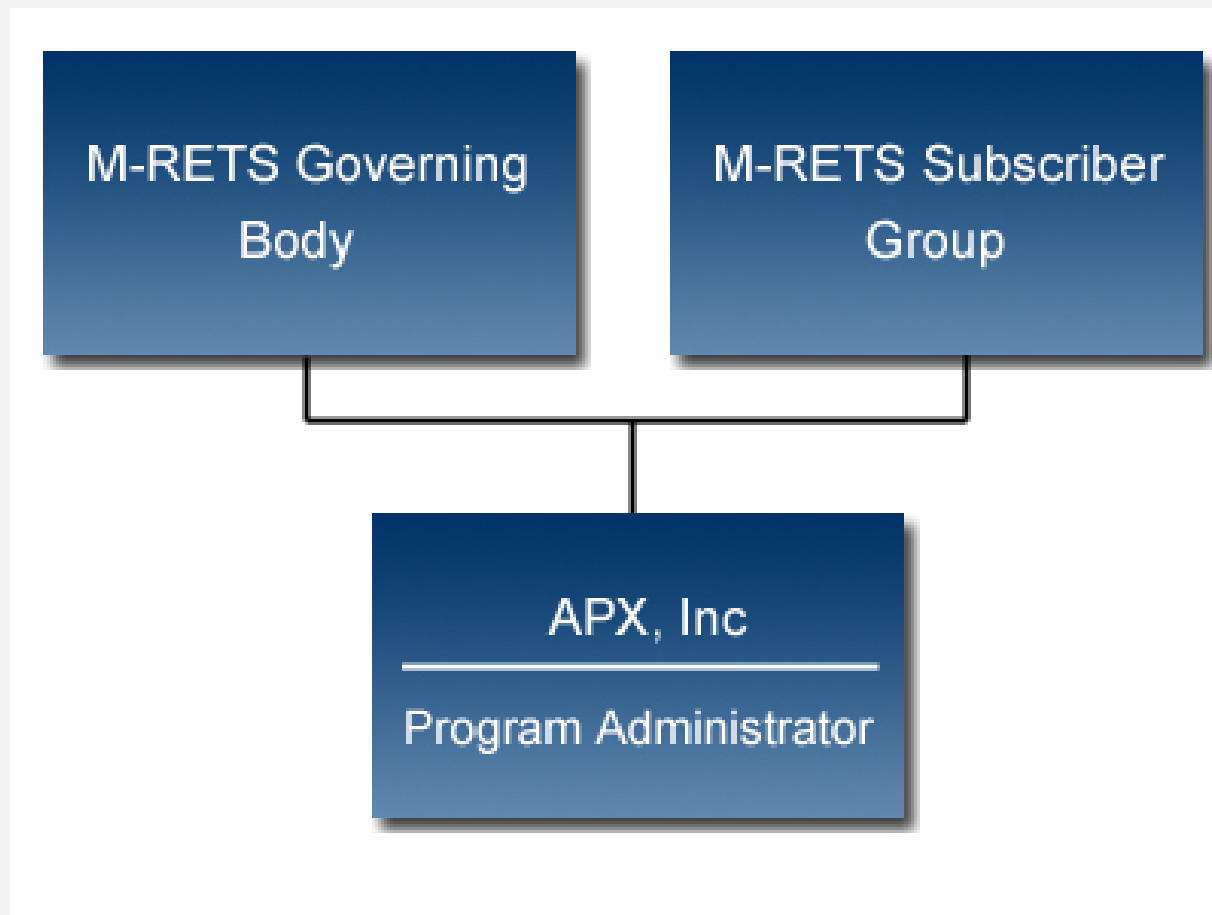 M-RETS Governing
Body
M-RETS Subscriber
Group
APX, Inc
Program Administrator